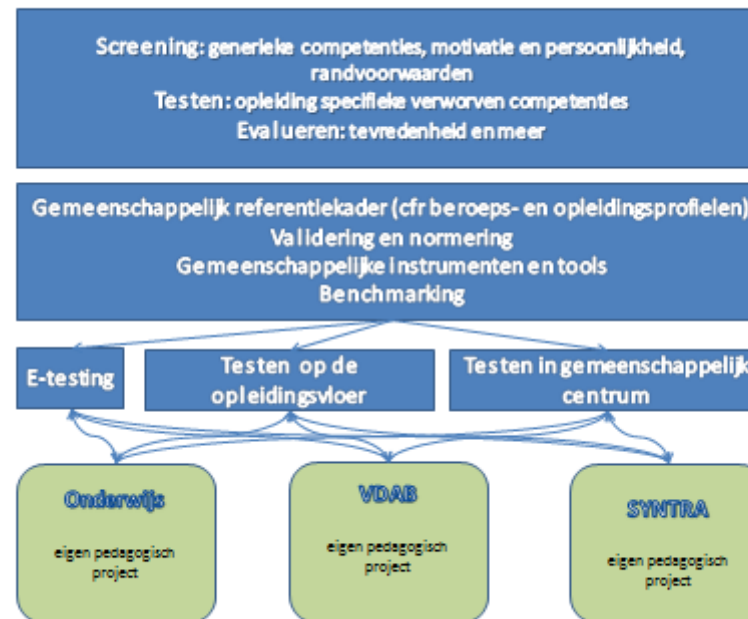 Screening: generieke competenties, motivatie en persoonlijkheid,
randvoorwaarden
Testen: opleiding specifieke verworven competenties
Evalueren: tevredenheid en meer
Gemeenschappelijk referentiekader (cfr beroeps- en opleidingsprofielen)
Validering en normering
Gemeenschappelijke instrumenten en tools
Benchmarking
E-testing
Testen op de
opleidingsvloer
Testen in gemeenschappelijk
centrum
Onderwijs
eigen pedagogisch
project
VDAB
eigen pedagogisch
project
SYNTRA
eigen pedagogisch
project